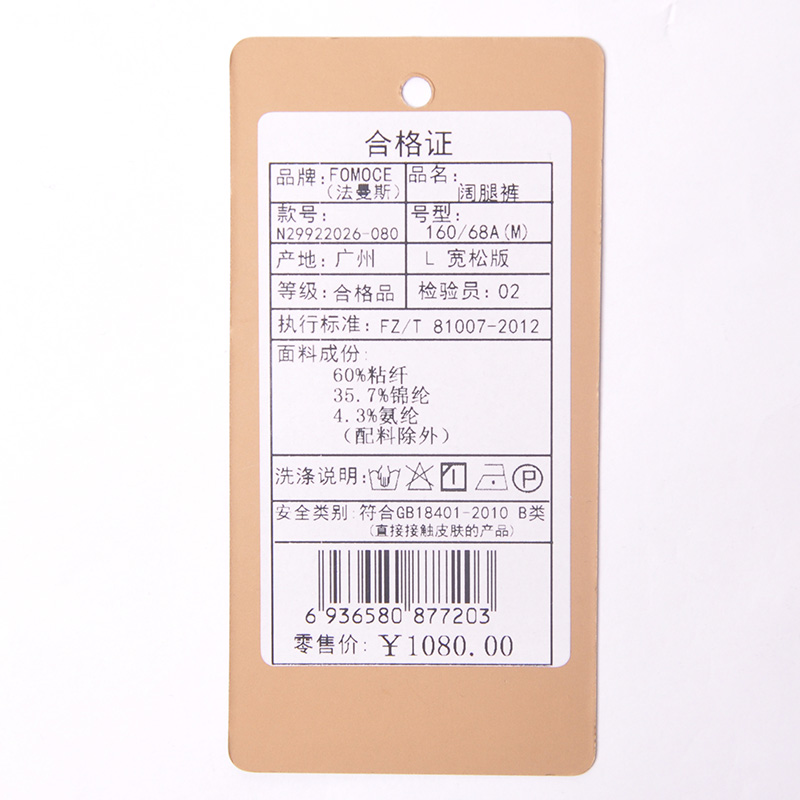 合格证
品牌:FOMOCE
(法曼斯)
品名:
阔腿裤
款号:
N29922026-080
号型:
160/68A(M)
产地:广州
L 宽松版
等级:合格品
检验员:02
执行标准:FZ/T 81007-2012
面料成份:
60%粘纤
35.7%锦纶
4.3%氨纶
(配料除外)
洗涤说明:
P
安全类别:符合GB18401-2010 B类
(直接接触皮肤的产品)
6 936580 877203
零售价:￥1080.00